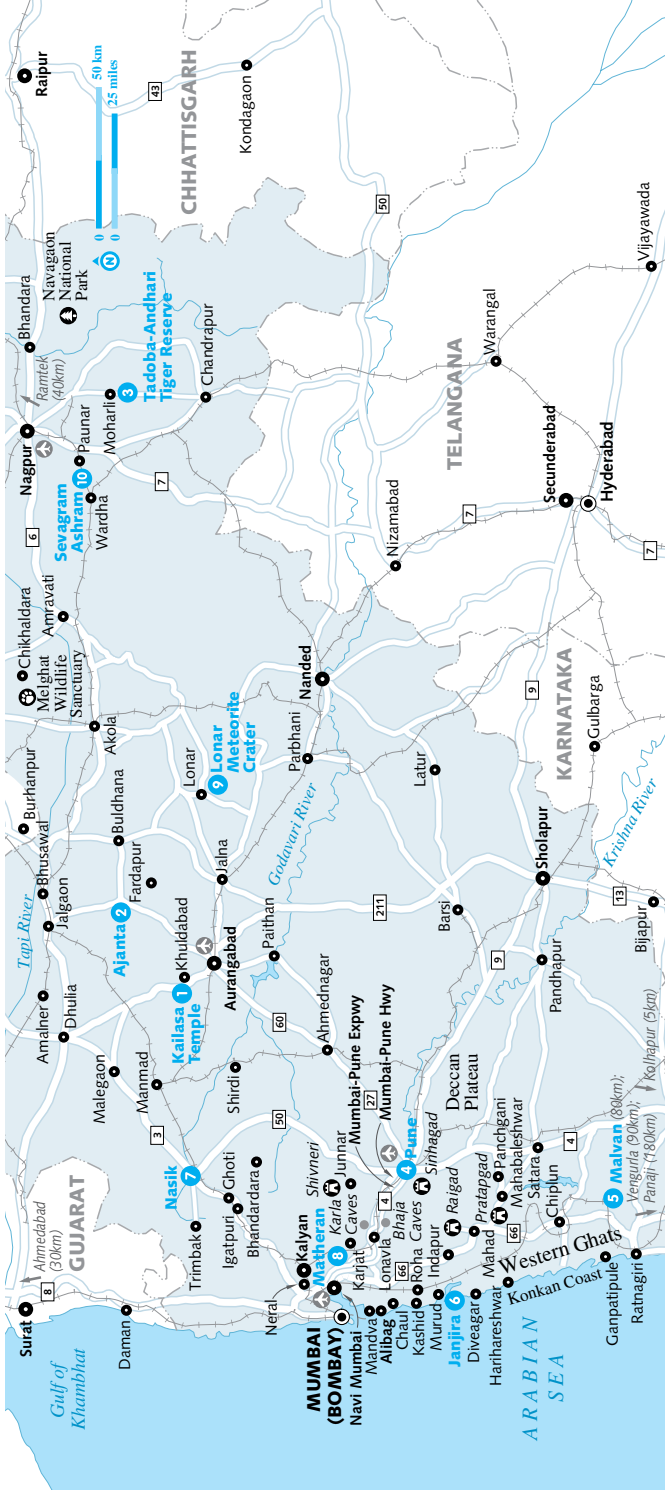 Raipur
43
CHHATTISGARH
Kondagaon
50
0
50 km
0
25 miles
N
Navagaon
National
Park
Bhandara
Ramtek
(40km)
Nagpur
Paunar
Moharli
3
Tadoba-Andhari
Tiger Reserve
Chandrapur
Sevagram
Ashram
10
Wardha
7
6
TELANGANA
Warangal
Vijayawada
Secunderabad
Hyderabad
Nizamabad
7
7
Chikhaldara
Amravati
Melghat
Wildlife
Sanctuary
Akola
Nanded
Parbhani
Lonar
9
Lonar
Meteorite
Crater
KARNATAKA
Gulbarga
9
Latur
Krishna River
Burhanpur
Bhusawal
Buldhana
Fardapur
Jalgaon
Tapi River
Ajanta
2
Jalna
Godavari River
211
Barsi
Sholapur
13
Bijapur
Amalner
Dhulia
Khuldabad
Kailasa
Temple
1
Aurangabad
Paithan
60
9
Pandhapur
Malegaon
Manmad
Shirdi
Ahmednagar
3
50
Mumbai-Pune Expwy
Mumbai-Pune Hwy
27
Deccan
Plateau
Kolhapur (5km)
Nasik
7
Trimbak
Ghoti
Igatpuri
Bhandardara
Shivneri
Junnar
Karla
Caves
4
Pune
Sinhagad
Panchgani
Mahabaleshwar
Satara
4
5
Malvan (80km);
Vengurla (90km);
Panaji (180km)
GUJARAT
Ahmedabad
(30km)
8
Surat
Daman
Gulf of
Khambhat
Neral
Kalyan
Matheran
8
Karjat
Lonavla
4
Bhaja
Caves
Raigad
Pratapgad
Mahad
66
Chiplun
Western Ghats
Konkan Coast
MUMBAI
(BOMBAY)
Navi Mumbai
Mandva
Alibag
Chaul
Kashid
Roha
66
Indapur
Murud
Janjira
6
Diveagar
Harihareshwar
Ganpatipule
Ratnagiri
ARABIAN
SEA